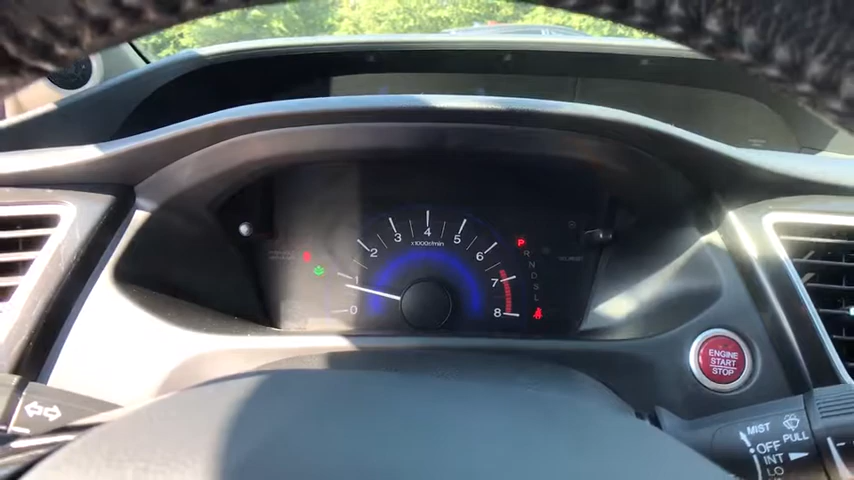 4
3 5
x1000r/min
2 6
P
R
1 7
N
D
S
0 8
L
ENGINE
START
STOP
MIST
OFF PULL
INT
LO